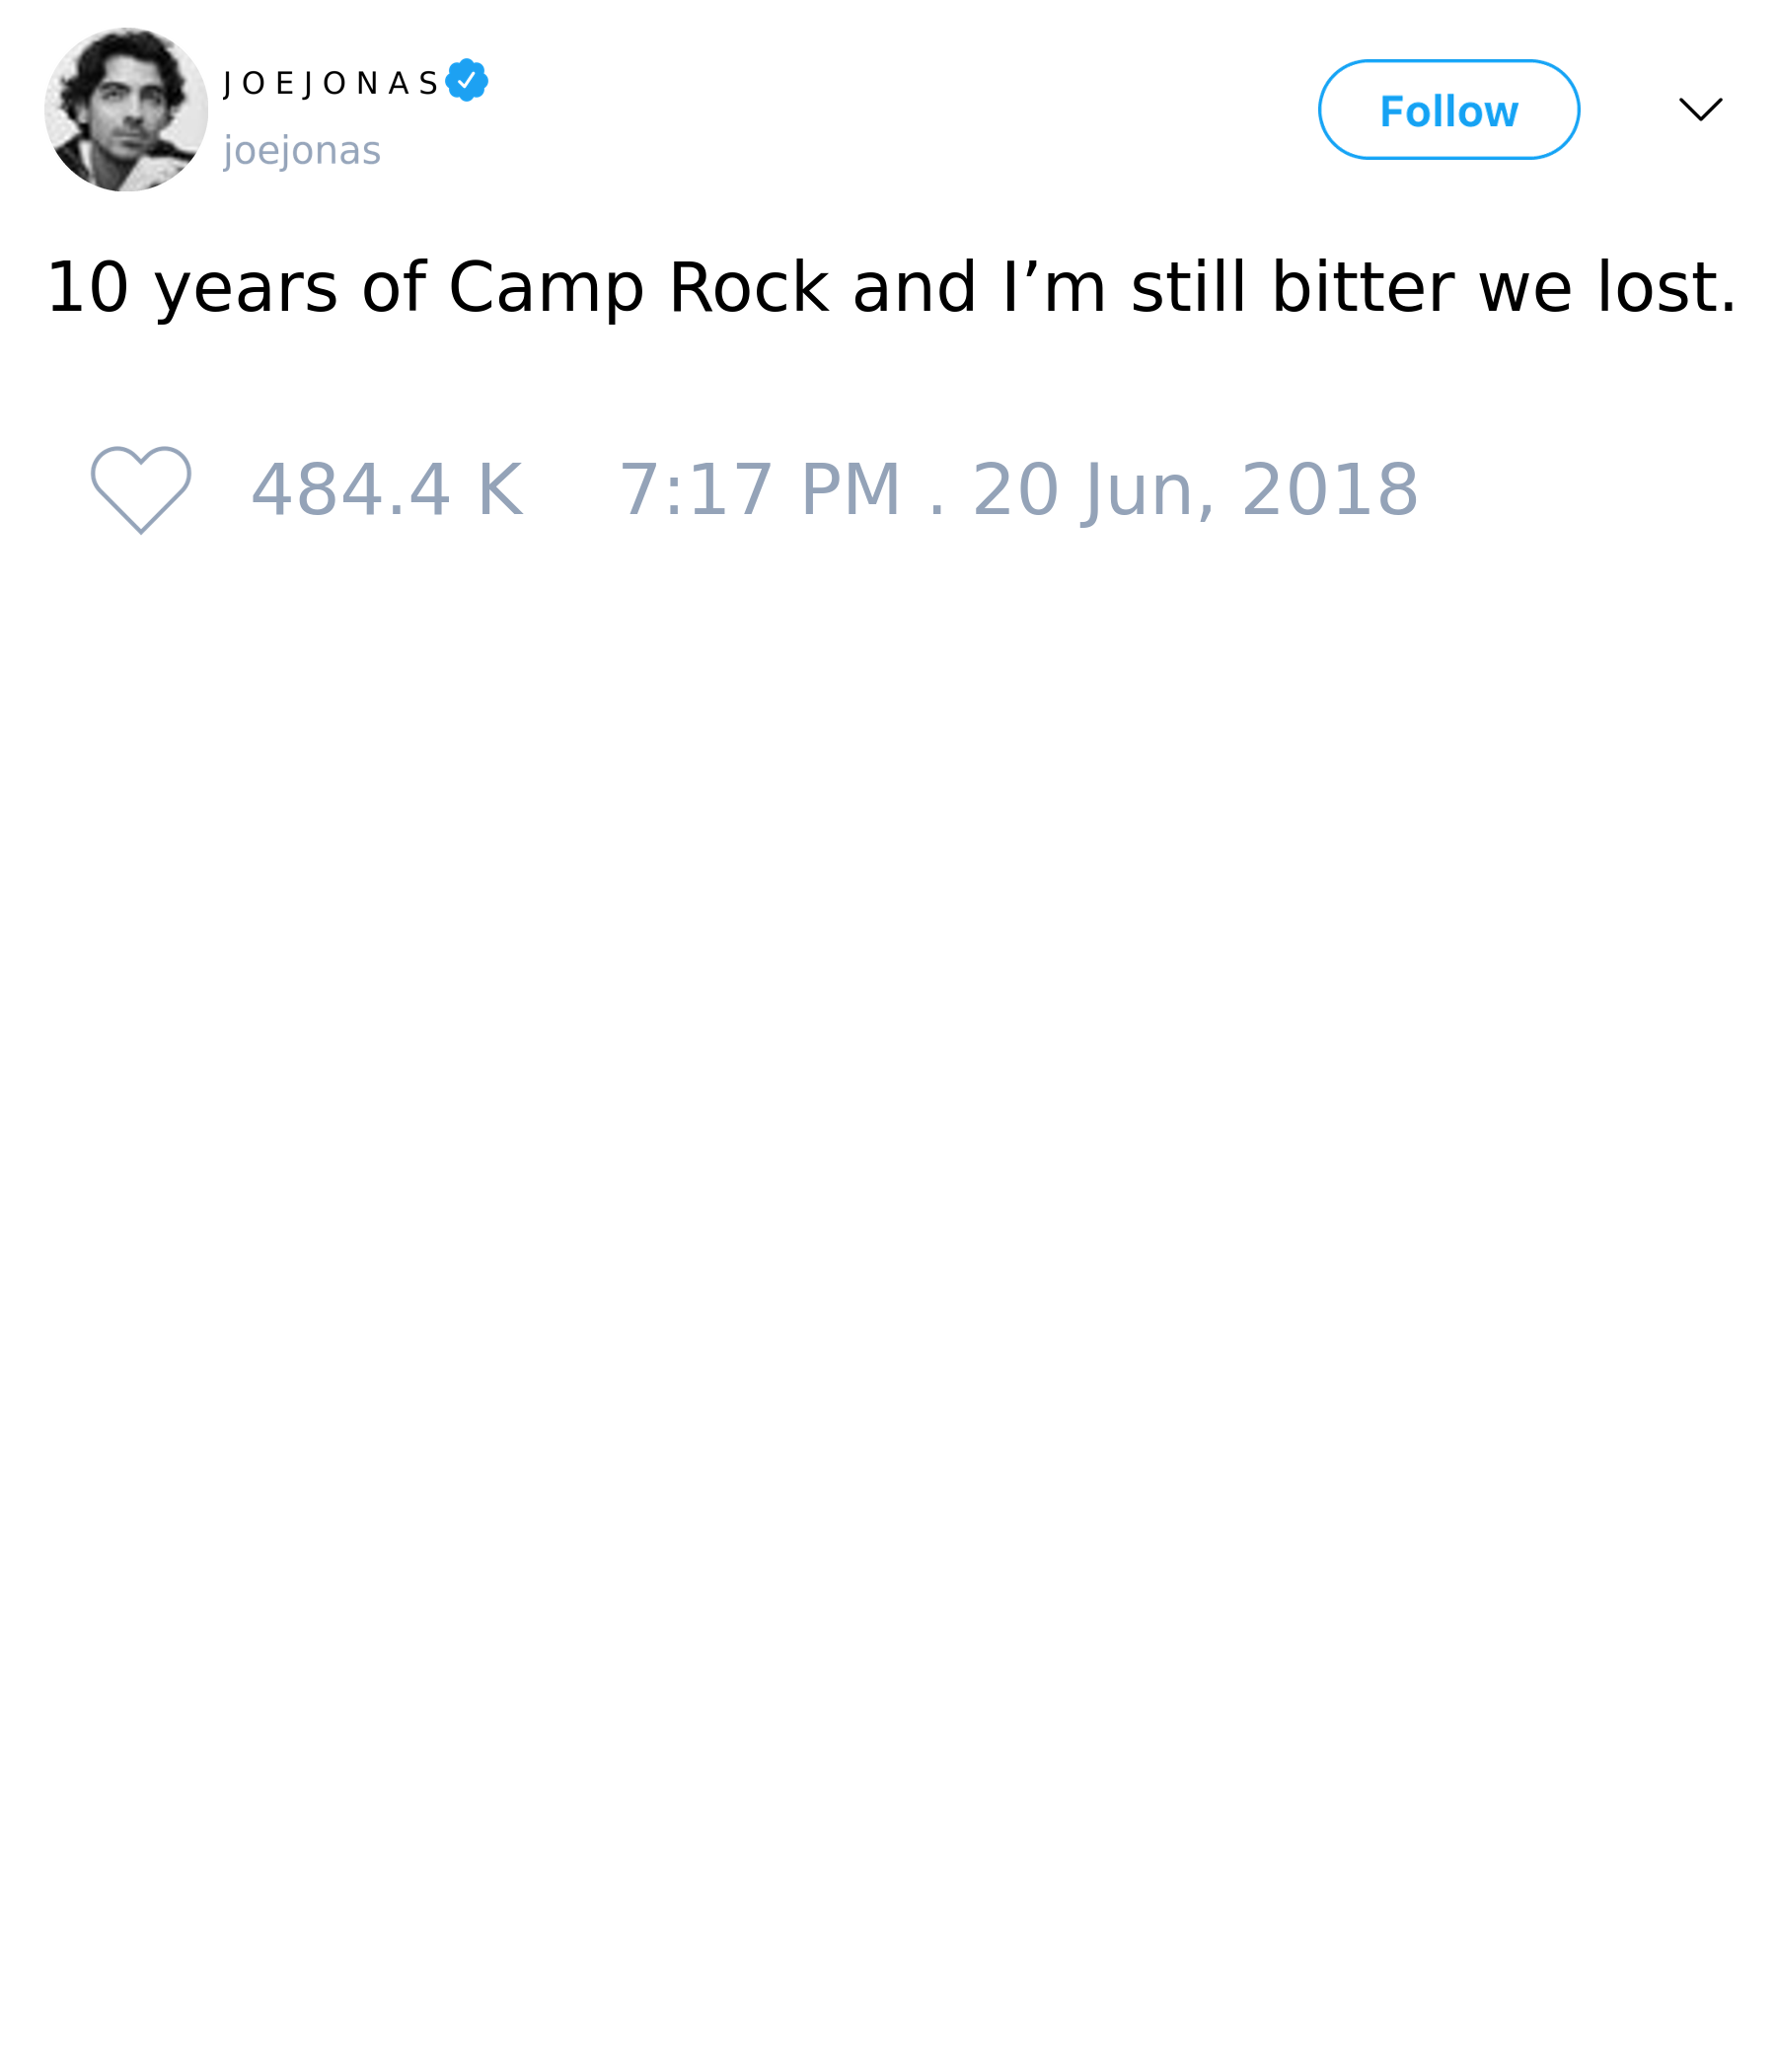 J O E J O N A S
joejonas
Follow
10 years of Camp Rock and I’m still bitter we lost.
484.4 K 7:17 PM . 20 Jun, 2018